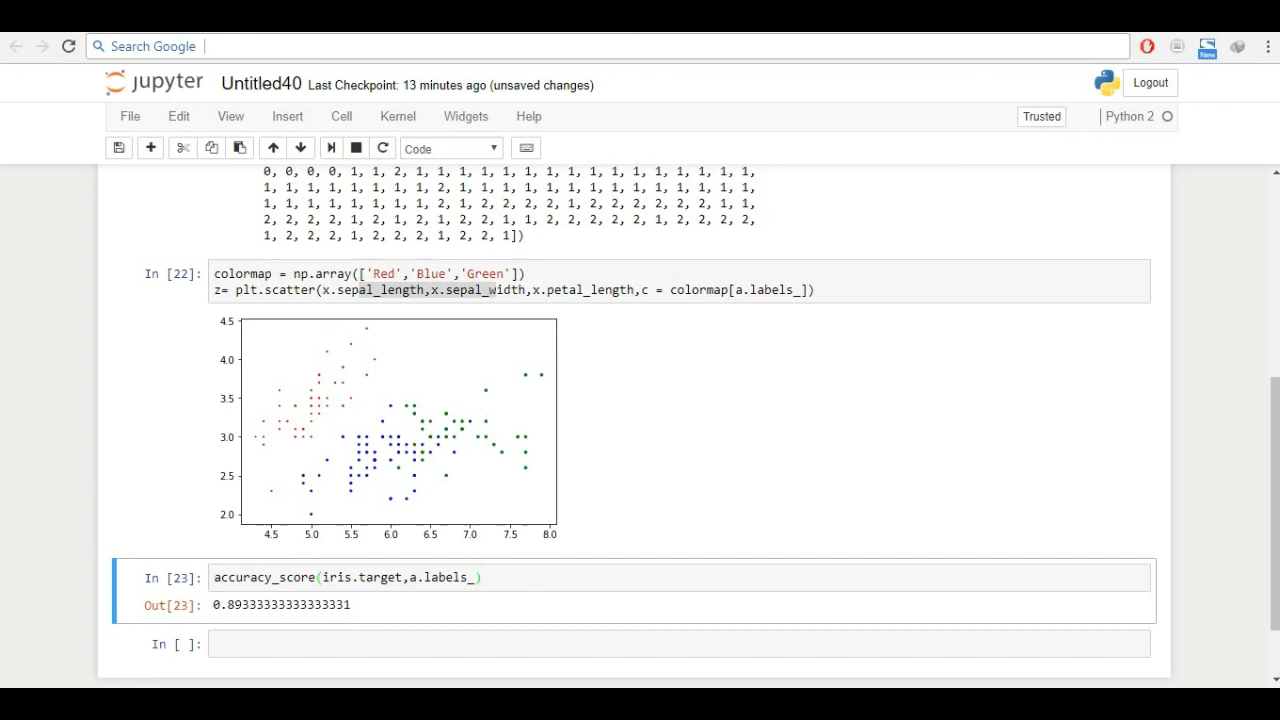 Search Google
New
jupyter Untitled40 Last Checkpoint: 13 minutes ago (unsaved changes)
Logout
File Edit View Insert Cell Kernel Widgets Help
Trusted
Python 2
Code
0, 0, 0, 0, 1, 1, 2, 1, 1, 1, 1, 1, 1, 1, 1, 1, 1, 1, 1, 1, 1, 1, 1,
1, 1, 1, 1, 1, 1, 1, 1, 2, 1, 1, 1, 1, 1, 1, 1, 1, 1, 1, 1, 1, 1, 1,
1, 1, 1, 1, 1, 1, 1, 1, 2, 1, 2, 2, 2, 2, 1, 2, 2, 2, 2, 2, 2, 1, 1,
2, 2, 2, 2, 1, 2, 1, 2, 1, 2, 2, 1, 1, 2, 2, 2, 2, 2, 1, 2, 2, 2, 2,
1, 2, 2, 2, 1, 2, 2, 2, 1, 2, 2, 1])
In [22]: colormap = np.array(['Red','Blue','Green'])
z= plt.scatter(x.sepal_length,x.sepal_width,x.petal_length,c = colormap[a.labels_])
4.5
4.0
3.5
3.0
2.5
2.0
4.5 5.0 5.5 6.0 6.5 7.0 7.5 8.0
In [23]: accuracy_score(iris.target,a.labels_)
Out[23]: 0.89333333333333331
In [ ]: